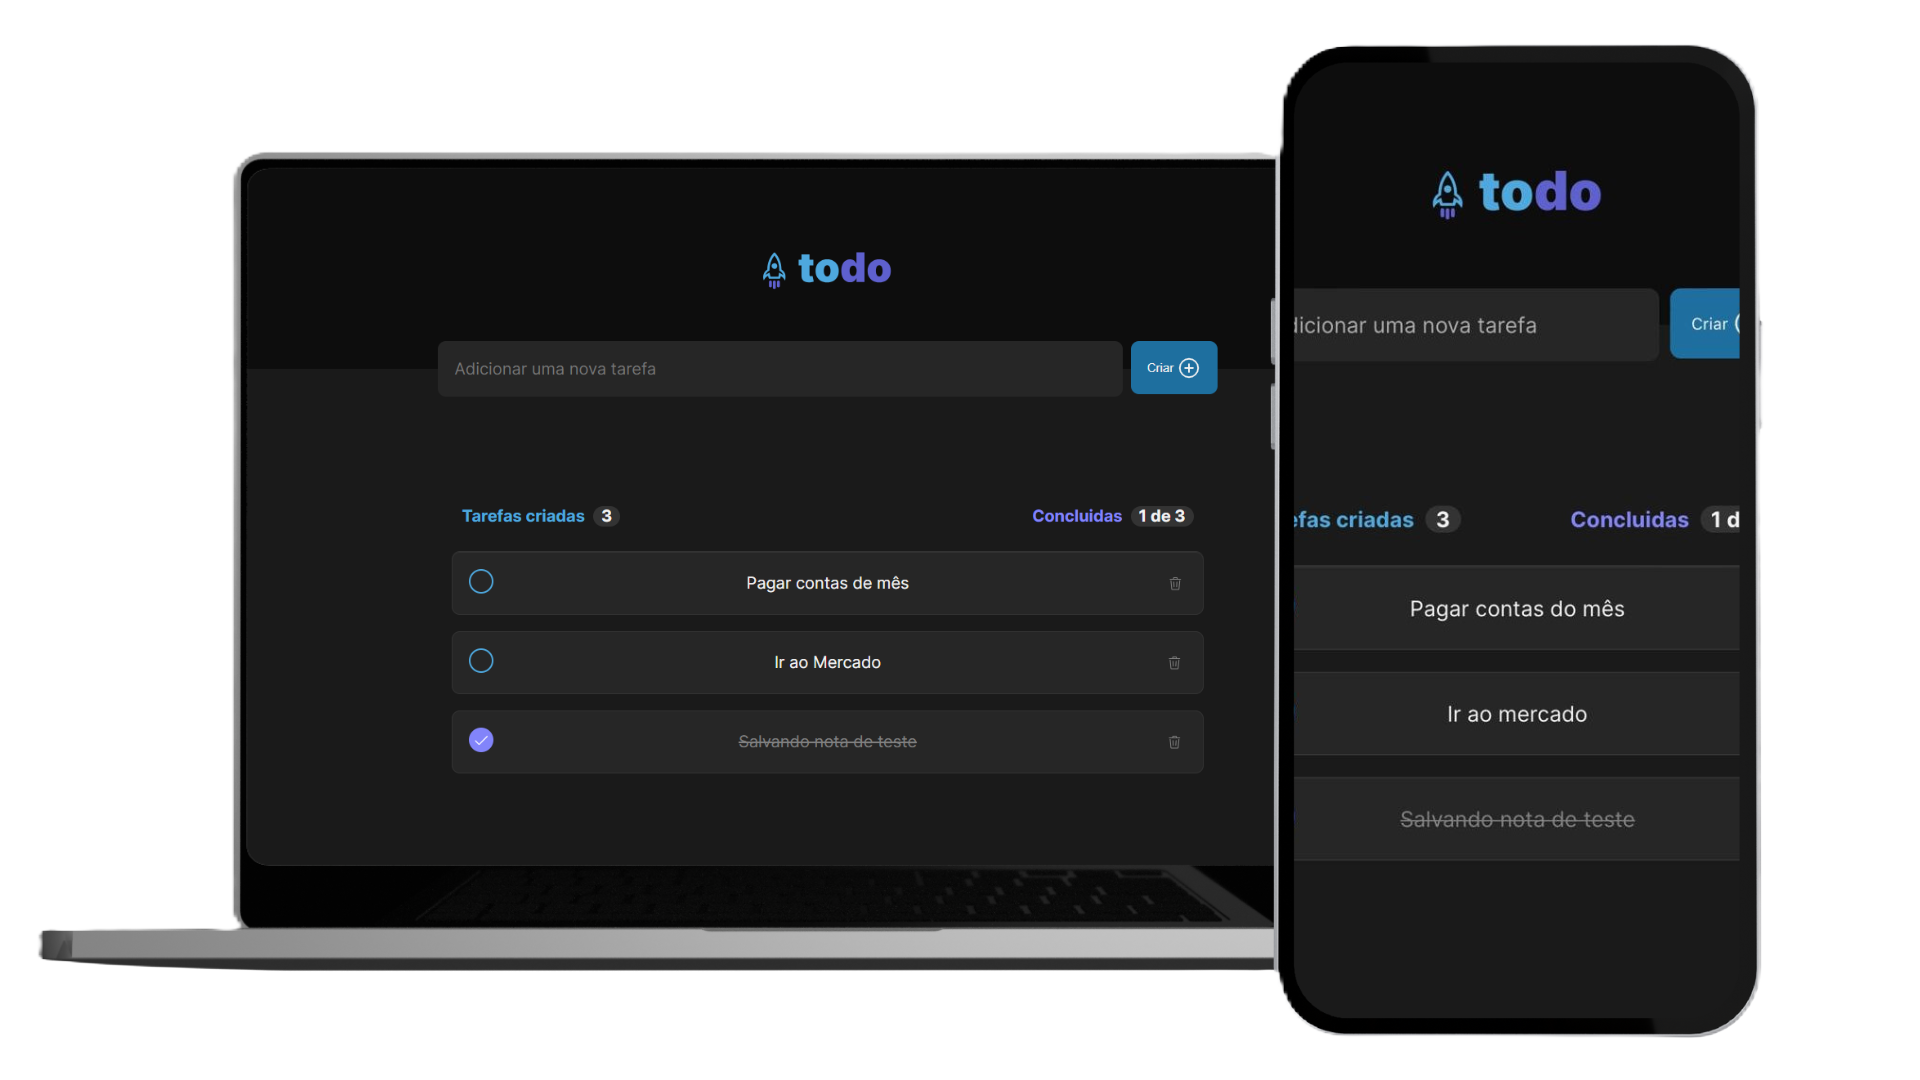 todo
Adicionar uma nova tarefa
Criar
Tarefas criadas 3
Concluidas 1 de 3
Pagar contas de mês
Ir ao Mercado
Salvando nota de teste
todo
dicionar uma nova tarefa
Criar
efas criadas 3
Concluidas 1 d
Pagar contas do mês
Ir ao mercado
Salvando nota de teste